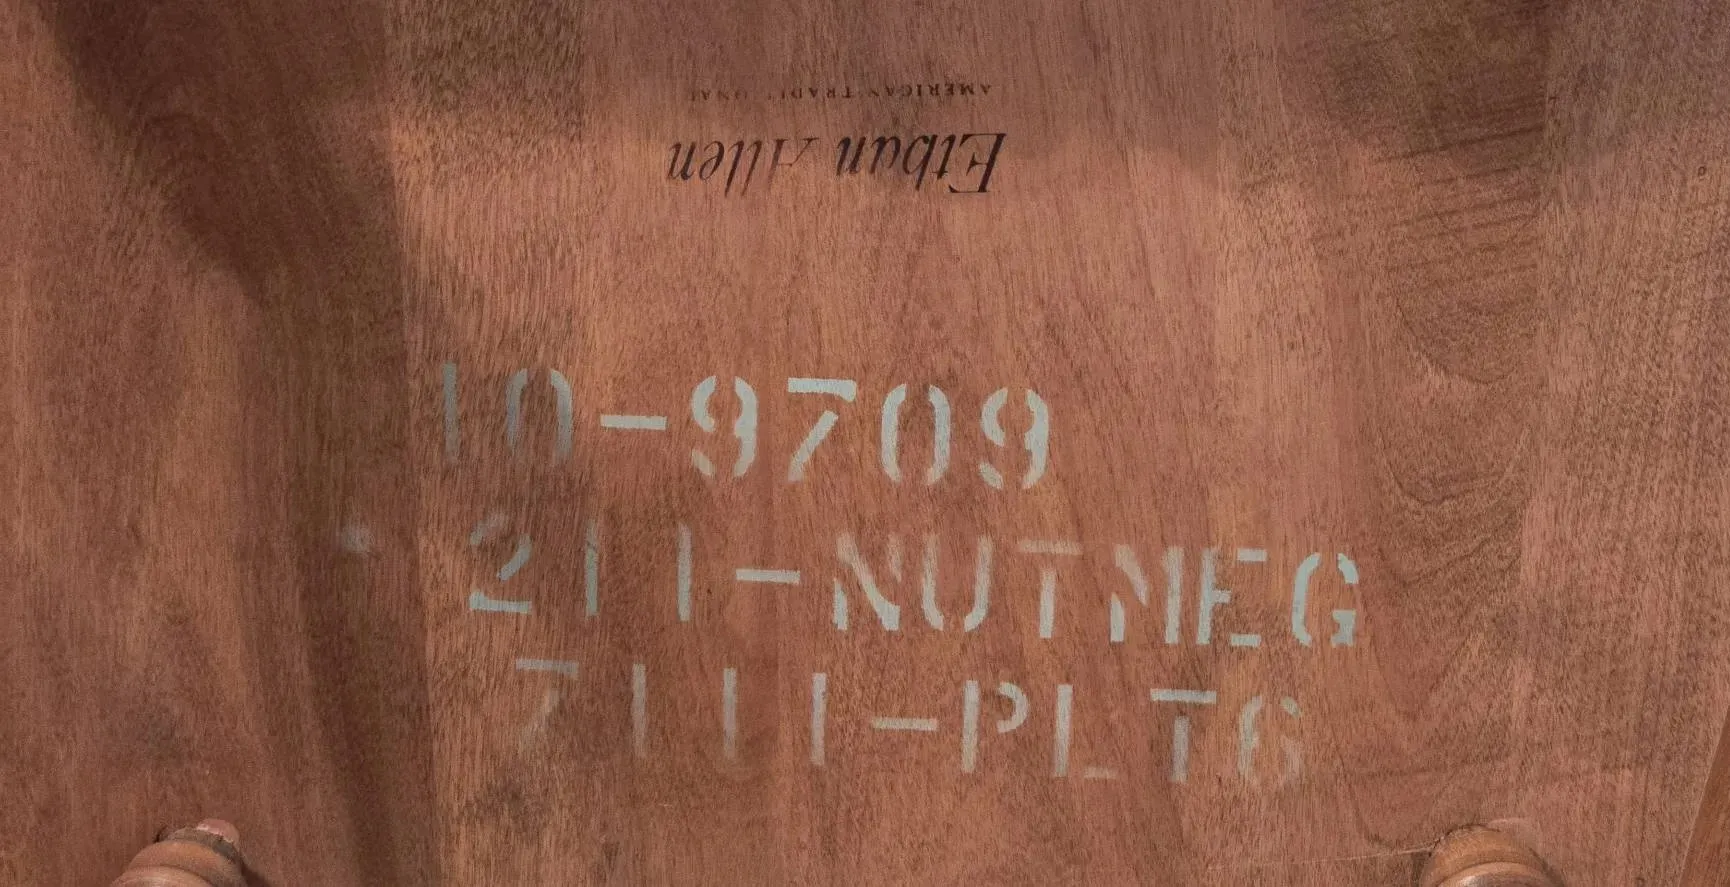 AMERICAN TRADITIONAL
Ethan Allen
10-9709
211-NUTMEG
7111-PLT6